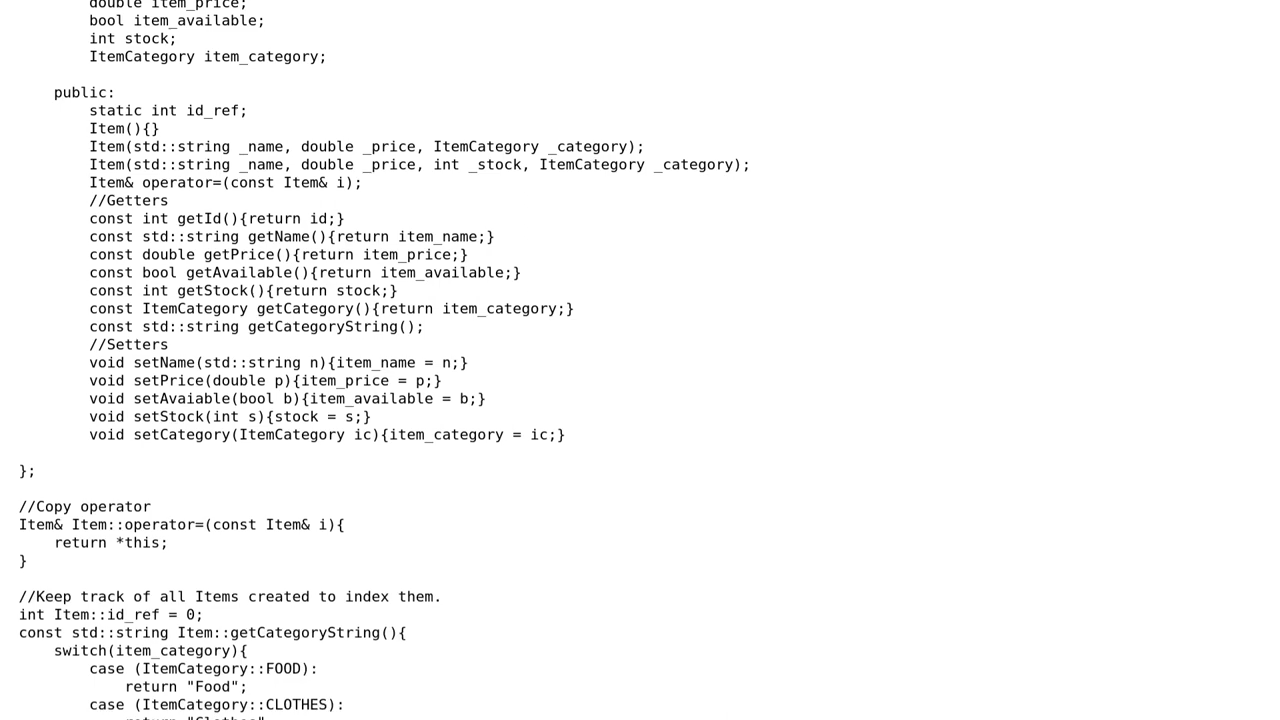 double item_price;
bool item_available;
int stock;
ItemCategory item_category;
public:
static int id_ref;
Item(){}
Item(std::string _name, double _price, ItemCategory _category);
Item(std::string _name, double _price, int _stock, ItemCategory _category);
Item& operator=(const Item& i);
//Getters
const int getId(){return id;}
const std::string getName(){return item_name;}
const double getPrice(){return item_price;}
const bool getAvailable(){return item_available;}
const int getStock(){return stock;}
const ItemCategory getCategory(){return item_category;}
const std::string getCategoryString();
//Setters
void setName(std::string n){item_name = n;}
void setPrice(double p){item_price = p;}
void setAvaiable(bool b){item_available = b;}
void setStock(int s){stock = s;}
void setCategory(ItemCategory ic){item_category = ic;}
};
//Copy operator
Item& Item::operator=(const Item& i){
return *this;
}
//Keep track of all Items created to index them.
int Item::id_ref = 0;
const std::string Item::getCategoryString(){
switch(item_category){
case (ItemCategory::FOOD):
return "Food";
case (ItemCategory::CLOTHES):